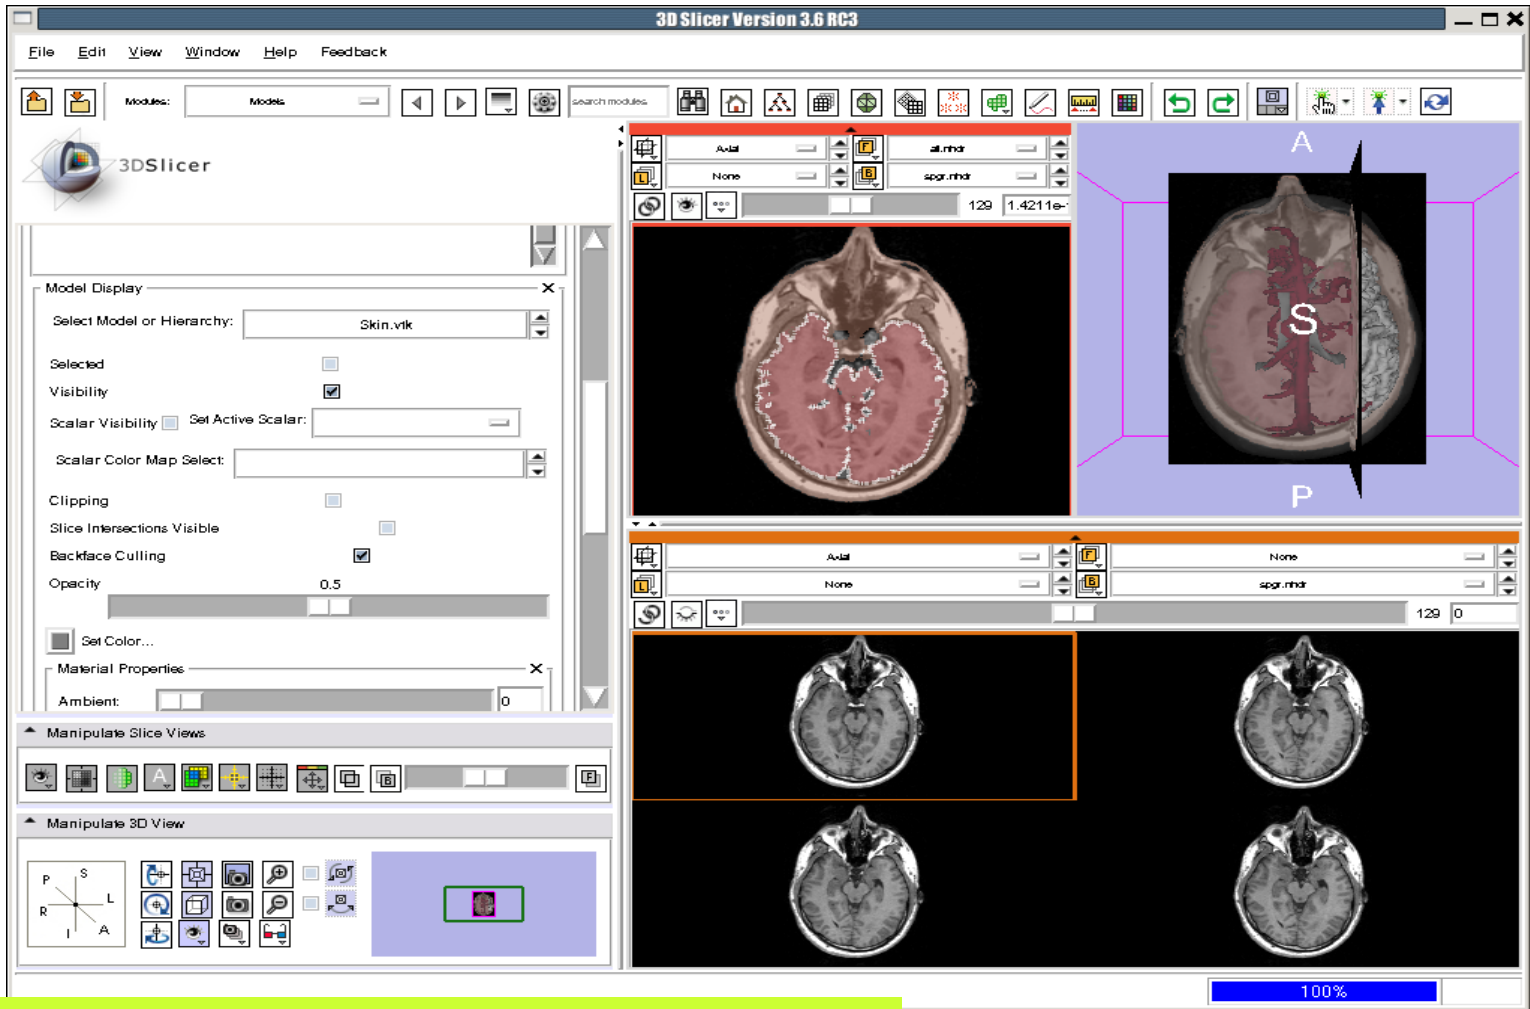 3D Slicer Version 3.6 RC3
File Edit View Window Help Feedback
Modules: Models search modules
3DSlicer
Model Display
Select Model or Hierarchy: Skin.vtk
Selected
Visibility
Scalar Visibility Set Active Scalar:
Scalar Color Map Select:
Clipping
Slice Intersections Visible
Backface Culling
Opacity 0.5
Set Color...
Material Properties
Ambient: 0
Manipulate Slice Views
A
B F
Manipulate 3D View
P S
R L
I A
Axial F all.nhdr
L None B spgr.nhdr
129 1.4211e-
A
S
P
Axial F None
L None B spgr.nhdr
129 0
100%